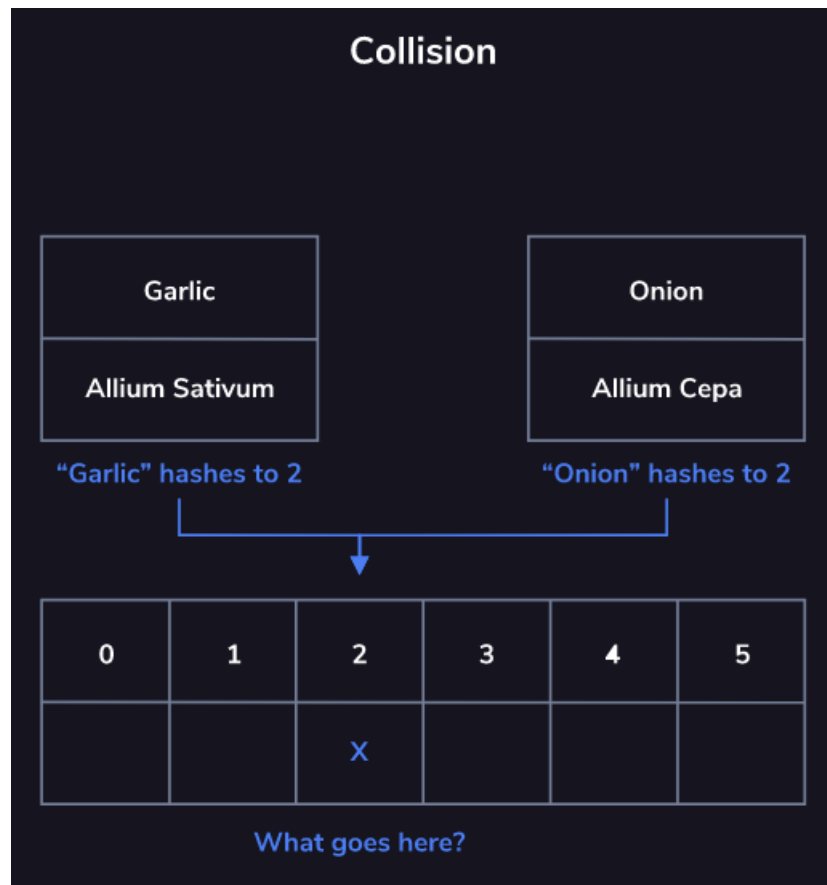 Collision
Garlic
Onion
Allium Sativum
Allium Cepa
“Garlic” hashes to 2
“Onion” hashes to 2
0 1 2 3 4 5
X
What goes here?